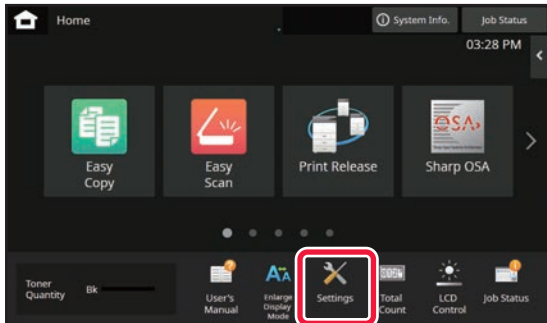 Home
System Info.
Job Status
03:28 PM
Easy
Copy
Easy
Scan
Print Release
Sharp OSA
Toner
Quantity
Bk
User's
Manual
Enlarge
Display
Mode
Settings
Total
Count
LCD
Control
Job Status